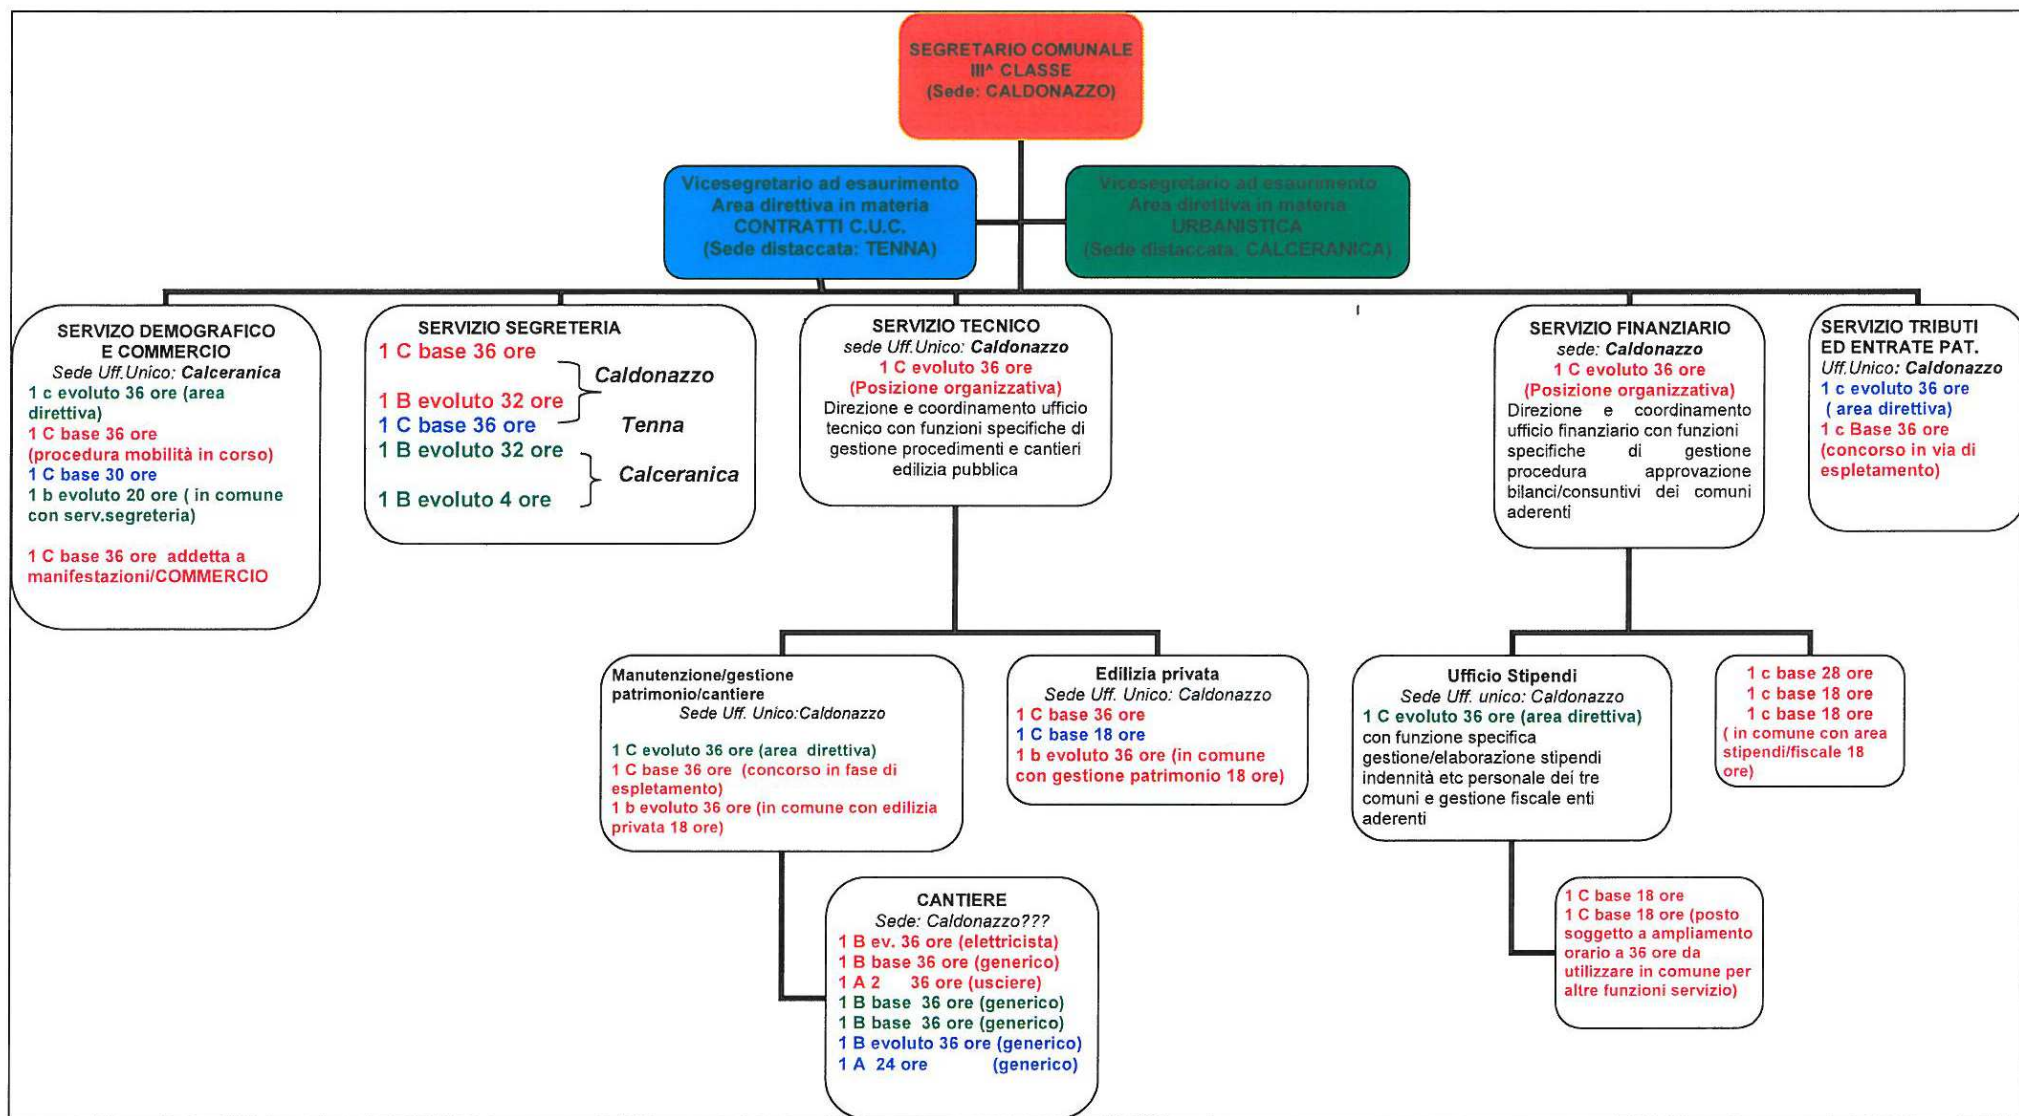 SEGRETARIO COMUNALE
III^ CLASSE
(Sede: CALDONAZZO)
Vicesegretario ad esaurimento
Area direttiva in materia
CONTRATTI C.U.C.
(Sede distaccata: TENNA)
Vicesegretario ad esaurimento
Area direttiva in materia
URBANISTICA
(Sede distaccata: CALCERANICA)
SERVIZO DEMOGRAFICO
E COMMERCIO
Sede Uff.Unico: Calceranica
1 c evoluto 36 ore (area
direttiva)
1 C base 36 ore
(procedura mobilità in corso)
1 C base 30 ore
1 b evoluto 20 ore ( in comune
con serv.segreteria)
1 C base 36 ore addetta a
manifestazioni/COMMERCIO
SERVIZIO SEGRETERIA
1 C base 36 ore
Caldonazzo
1 B evoluto 32 ore
1 C base 36 ore Tenna
1 B evoluto 32 ore
Calceranica
1 B evoluto 4 ore
SERVIZIO TECNICO
sede Uff.Unico: Caldonazzo
1 C evoluto 36 ore
(Posizione organizzativa)
Direzione e coordinamento ufficio
tecnico con funzioni specifiche di
gestione procedimenti e cantieri
edilizia pubblica
SERVIZIO FINANZIARIO
sede: Caldonazzo
1 C evoluto 36 ore
(Posizione organizzativa)
Direzione e coordinamento
ufficio finanziario con funzioni
specifiche di gestione
procedura approvazione
bilanci/consuntivi dei comuni
aderenti
SERVIZIO TRIBUTI
ED ENTRATE PAT.
Uff.Unico: Caldonazzo
1 c evoluto 36 ore
( area direttiva)
1 c Base 36 ore
(concorso in via di
espletamento)
Manutenzione/gestione
patrimonio/cantiere
Sede Uff. Unico:Caldonazzo
1 C evoluto 36 ore (area direttiva)
1 C base 36 ore (concorso in fase di
espletamento)
1 b evoluto 36 ore (in comune con edilizia
privata 18 ore)
Edilizia privata
Sede Uff. Unico: Caldonazzo
1 C base 36 ore
1 C base 18 ore
1 b evoluto 36 ore (in comune
con gestione patrimonio 18 ore)
Ufficio Stipendi
Sede Uff. unico: Caldonazzo
1 C evoluto 36 ore (area direttiva)
con funzione specifica
gestione/elaborazione stipendi
indennità etc personale dei tre
comuni e gestione fiscale enti
aderenti
1 c base 28 ore
1 c base 18 ore
1 c base 18 ore
( in comune con area
stipendi/fiscale 18
ore)
CANTIERE
Sede: Caldonazzo???
1 B ev. 36 ore (elettricista)
1 B base 36 ore (generico)
1 A 2 36 ore (usciere)
1 B base 36 ore (generico)
1 B base 36 ore (generico)
1 B evoluto 36 ore (generico)
1 A 24 ore (generico)
1 C base 18 ore
1 C base 18 ore (posto
soggetto a ampliamento
orario a 36 ore da
utilizzare in comune per
altre funzioni servizio)